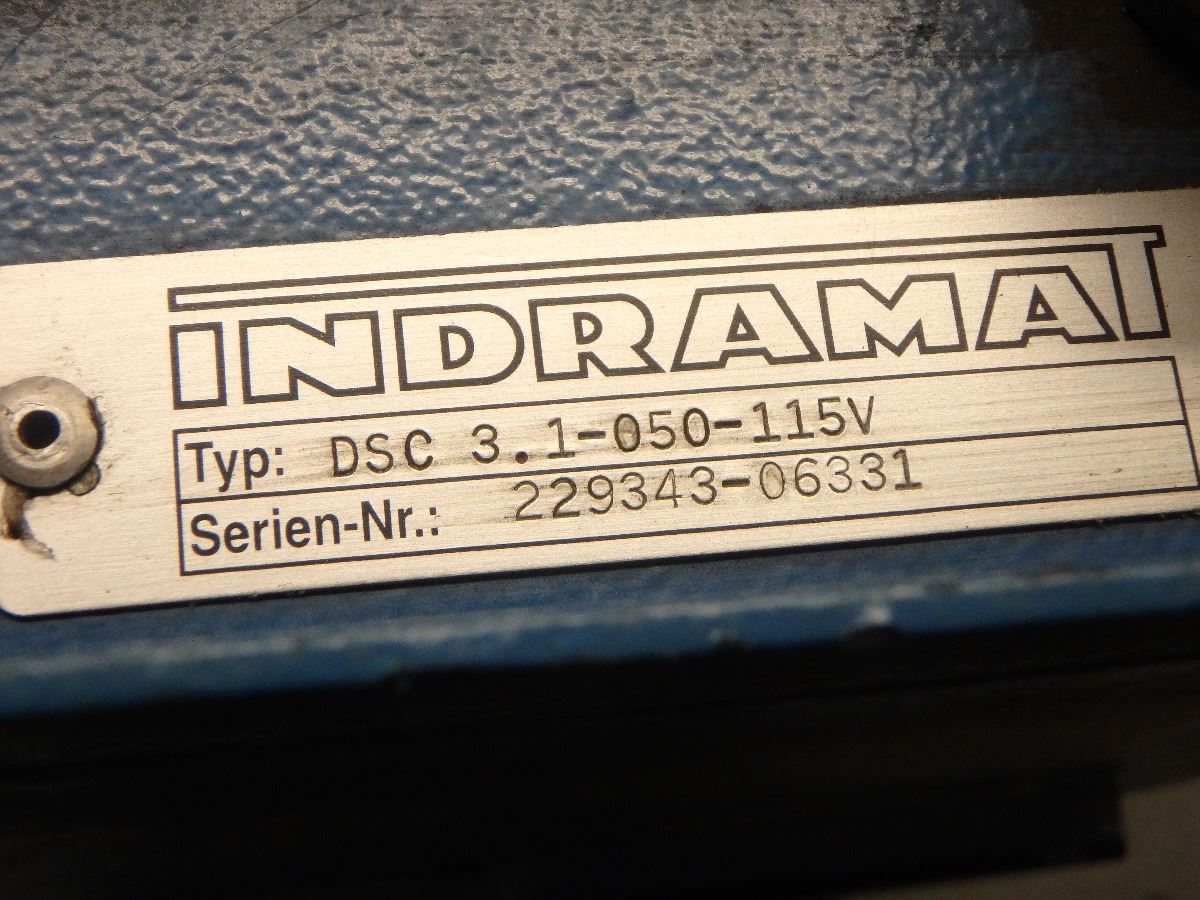 INDRAMAT
Typ: DSC 3.1-050-115V
Serien-Nr.: 229343-06331